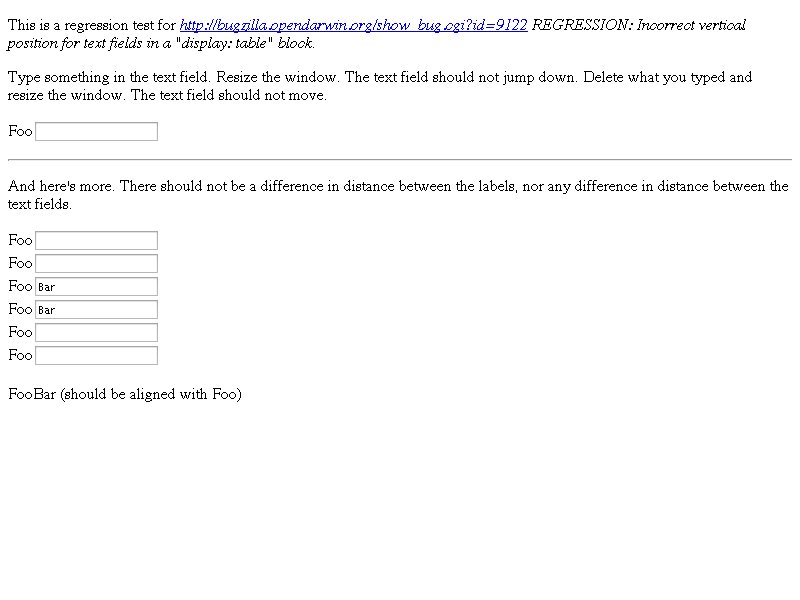 This is a regression test for http://bugzilla.opendarwin.org/show_bug.cgi?id=9122 REGRESSION: Incorrect vertical
position for text fields in a "display: table" block.
Type something in the text field. Resize the window. The text field should not jump down. Delete what you typed and
resize the window. The text field should not move.
Foo
And here's more. There should not be a difference in distance between the labels, nor any difference in distance between the
text fields.
Foo
Foo
Foo Bar
Foo Bar
Foo
Foo
FooBar (should be aligned with Foo)